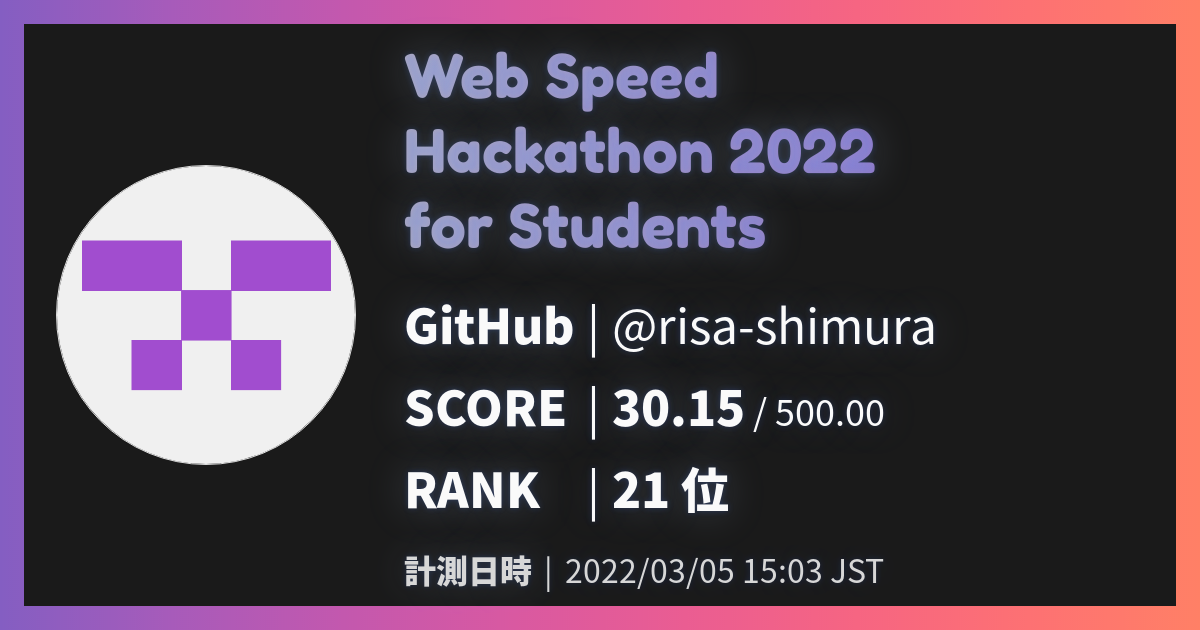 Web Speed
Hackathon 2022
for Students
GitHub | @risa-shimura
SCORE | 30.15 / 500.00
RANK | 21 位
計測日時 | 2022/03/05 15:03 JST